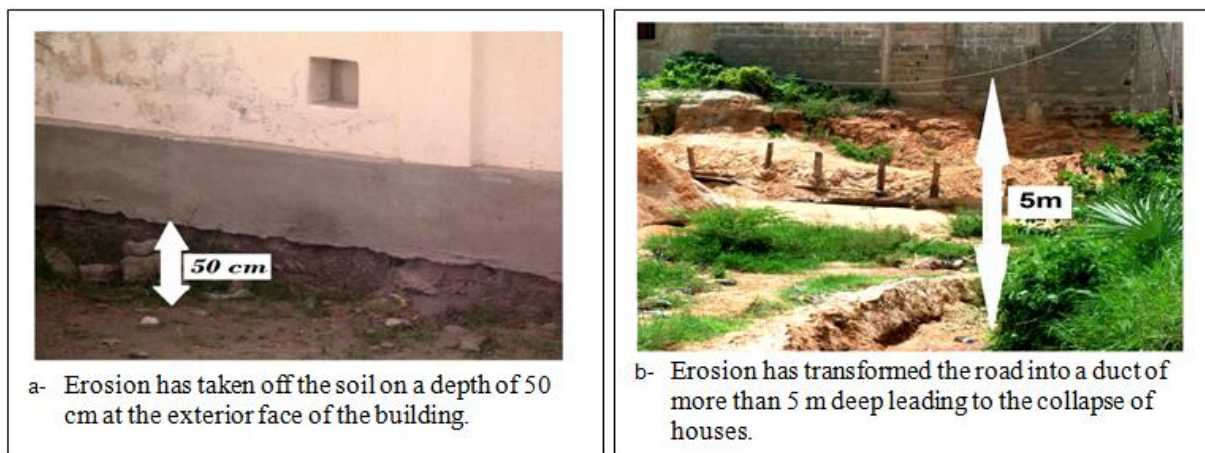 50 cm
5m
a- Erosion has taken off the soil on a depth of 50
cm at the exterior face of the building.
b- Erosion has transformed the road into a duct of
more than 5 m deep leading to the collapse of
houses.